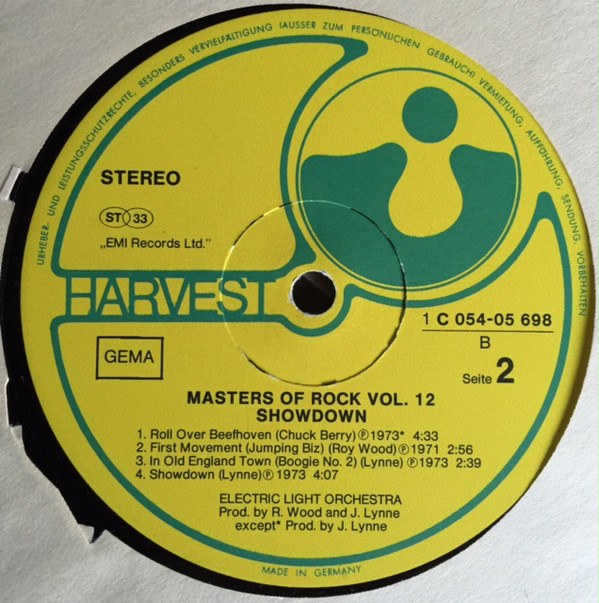 URHEBER. UND LEISTUNGSSCHUTZRECHTE, BESONDERS VERVIELFÄLTIGUNG (AUSSER ZUM PERSÖNLICHEN GEBRAUCH) VERMIETUNG, AUFFÜHRUNG, SENDUNG, VORBEHALTEN
STEREO
ST 33
„EMI Records Ltd."
HARVEST
GEMA
1 C 054-05 698
B
Seite 2
MASTERS OF ROCK VOL. 12
SHOWDOWN
1. Roll Over Beefhoven (Chuck Berry) ℗ 1973* 4:33
2. First Movement (Jumping Biz) (Roy Wood) ℗ 1971 2:56
3. In Old England Town (Boogie No. 2) (Lynne) ℗ 1973 2:39
4. Showdown (Lynne) ℗ 1973 4:07
ELECTRIC LIGHT ORCHESTRA
Prod. by R. Wood and J. Lynne
except* Prod. by J. Lynne
MADE IN GERMANY